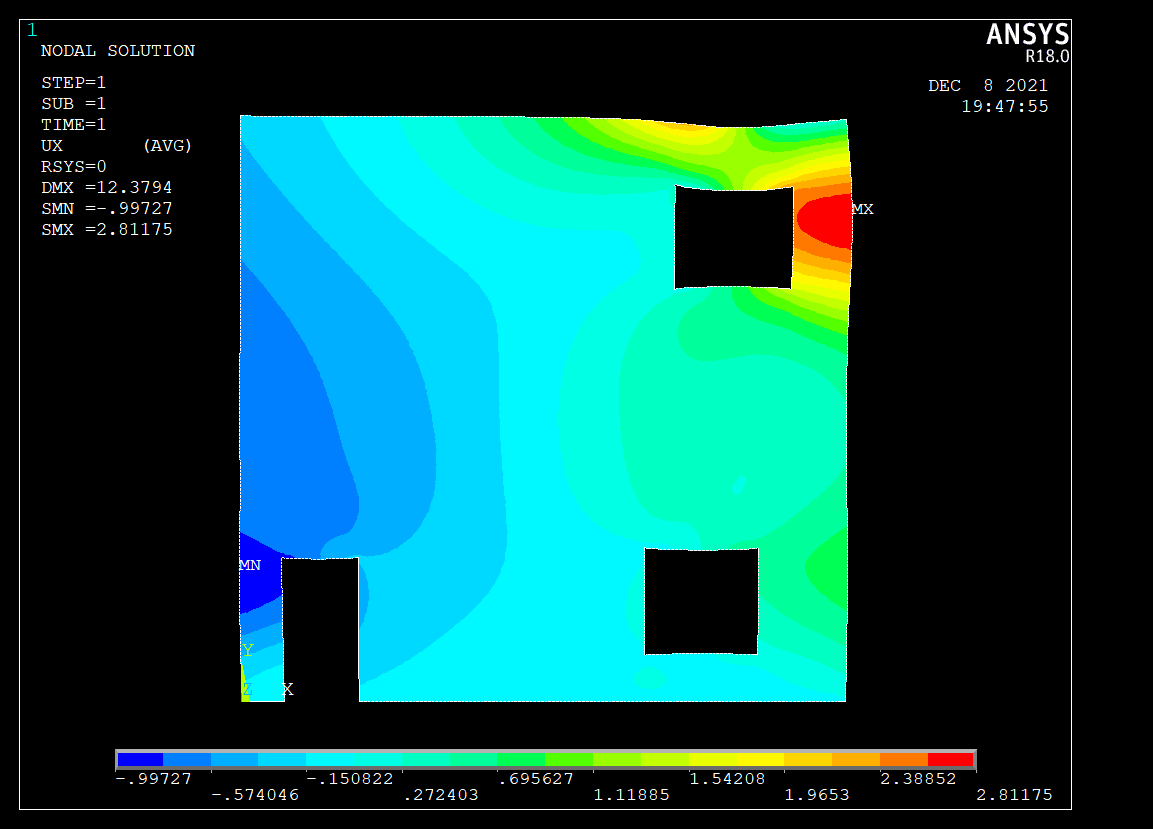 1
ANSYS
R18.0
NODAL SOLUTION
DEC 8 2021
19:47:55
STEP=1
SUB =1
TIME=1
UX (AVG)
RSYS=0
DMX =12.3794
SMN =-.99727
SMX =2.81175
MX
MN
Y
Z X
-.99727 -.150822 .695627 1.54208 2.38852
-.574046 .272403 1.11885 1.9653 2.81175